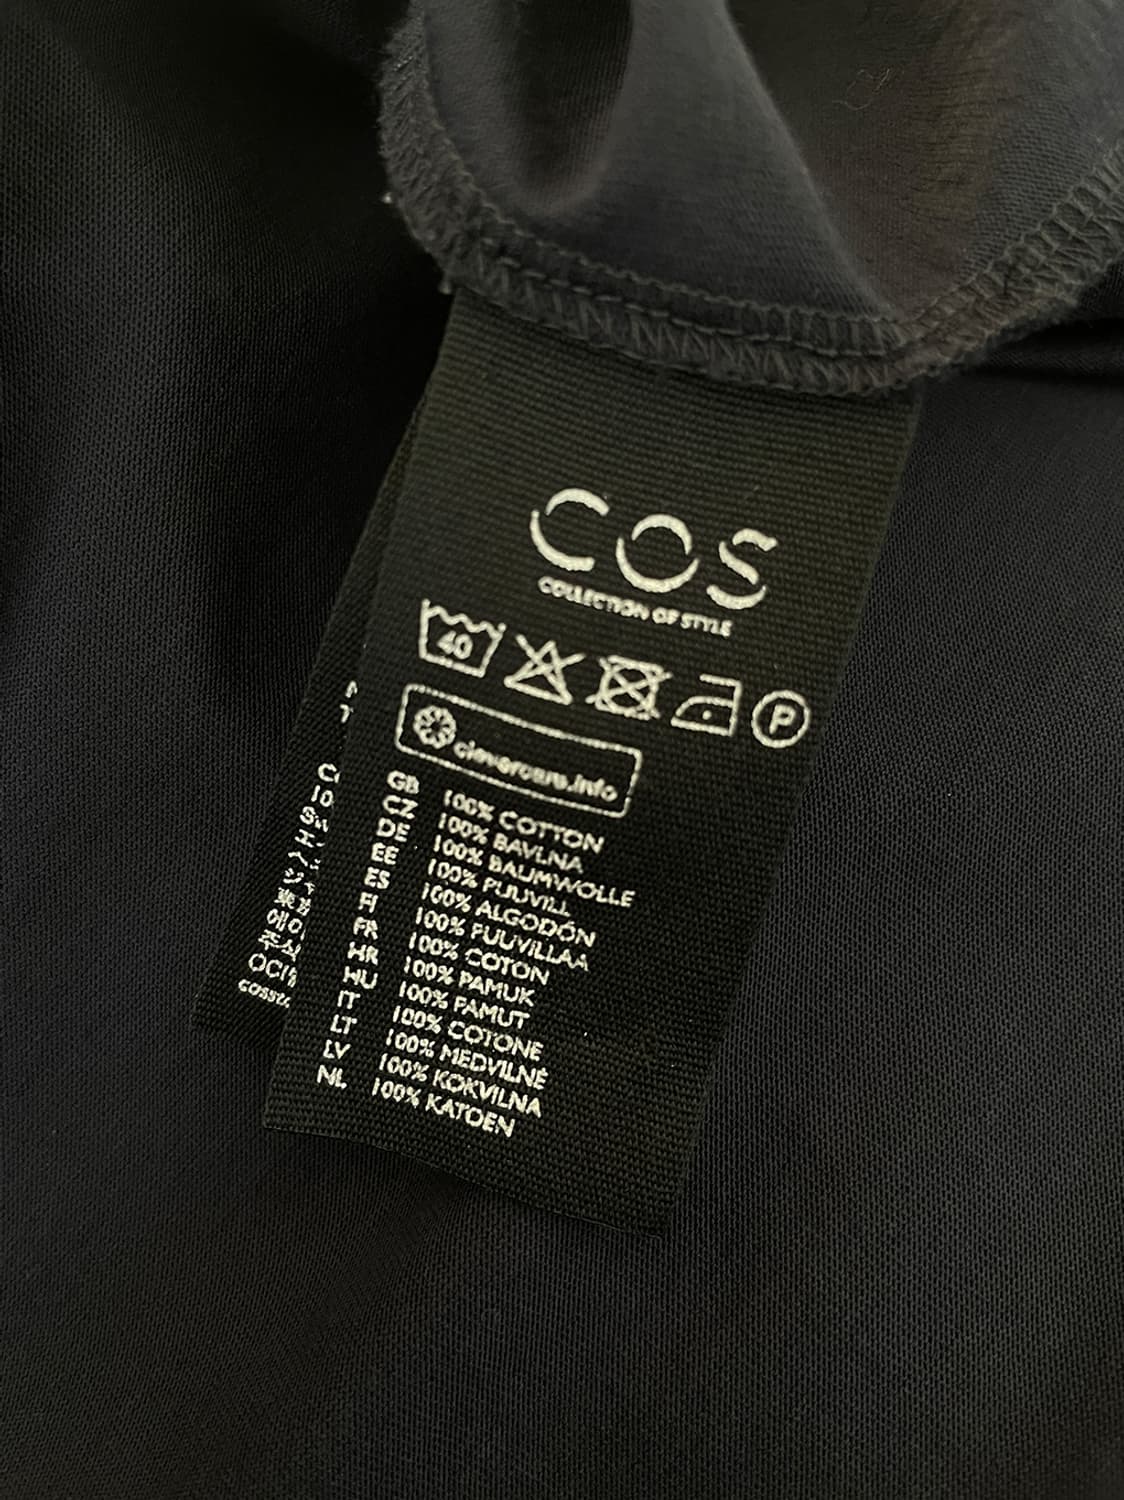 COS
COLLECTION OF STYLE
40
P
clevercare.info
GB 100% COTTON
CZ 100% BAVLNA
DE 100% BAUMWOLLE
EE 100% PUUVILL
ES 100% ALGODÓN
FI 100% PUUVILLAA
FR 100% COTON
HR 100% PAMUK
HU 100% PAMUT
IT 100% COTONE
LT 100% MEDVILNĖ
LV 100% KOKVILNA
NL 100% KATOEN